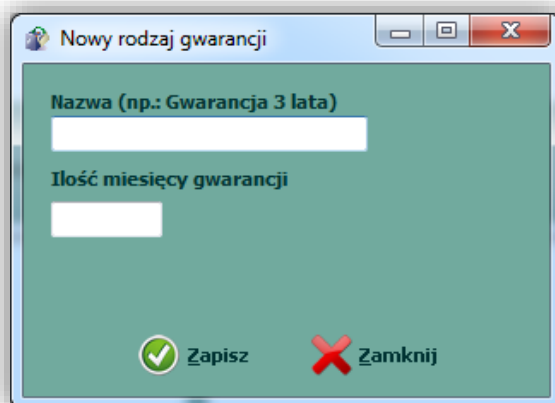 Nowy rodzaj gwarancji
Nazwa (np.: Gwarancja 3 lata)
Ilość miesięcy gwarancji
Zapisz Zamknij